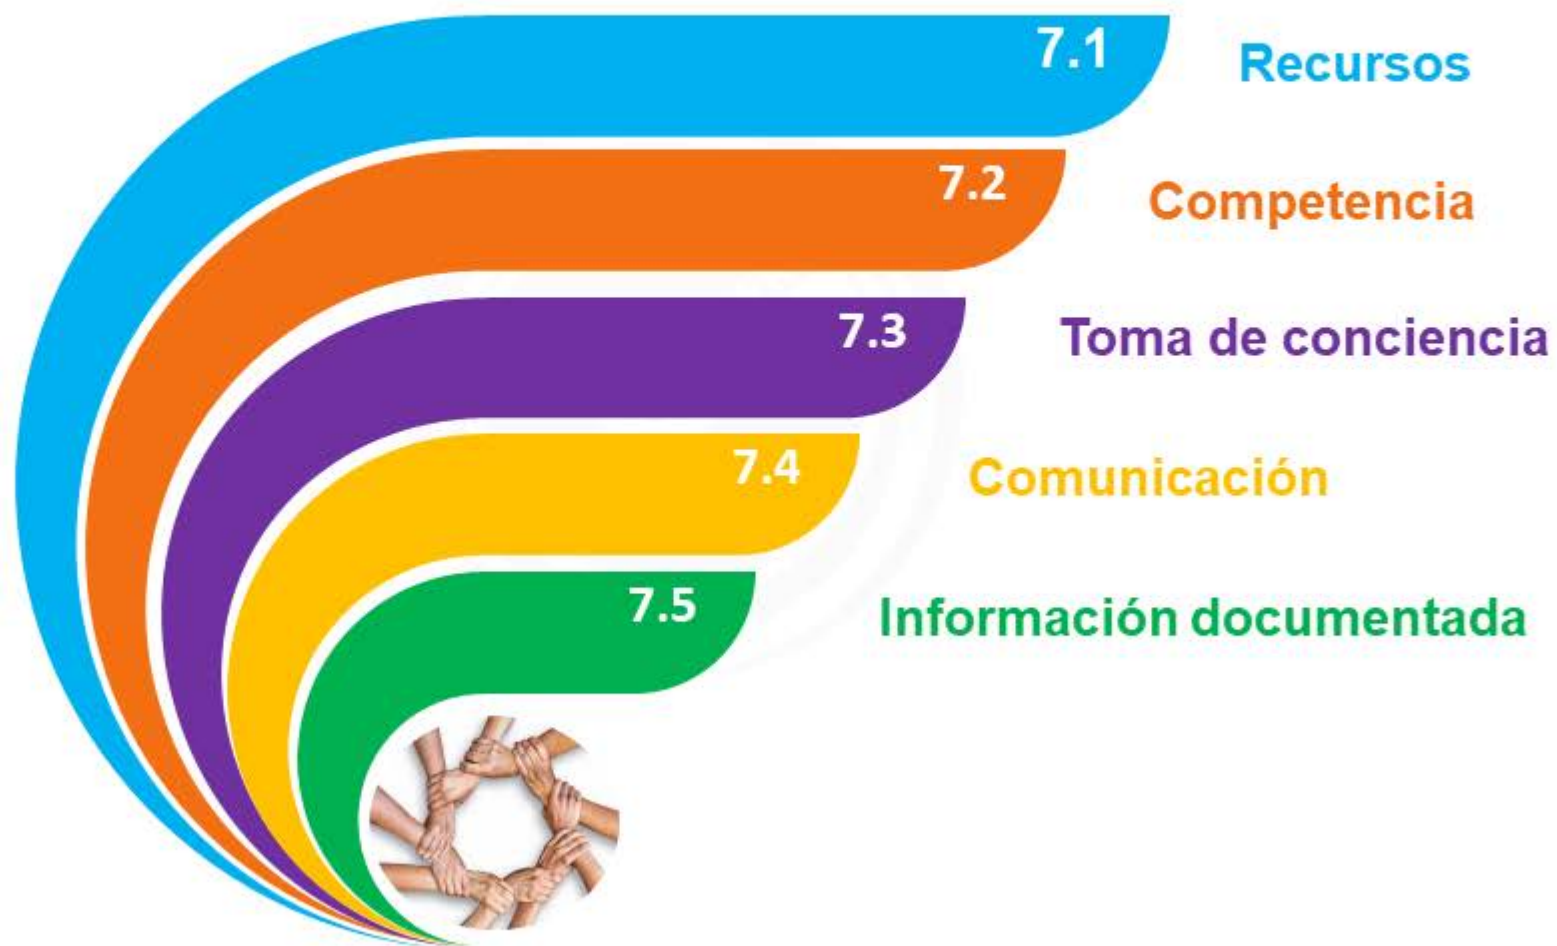 7.1 Recursos
7.2 Competencia
7.3 Toma de conciencia
7.4 Comunicación
7.5 Información documentada